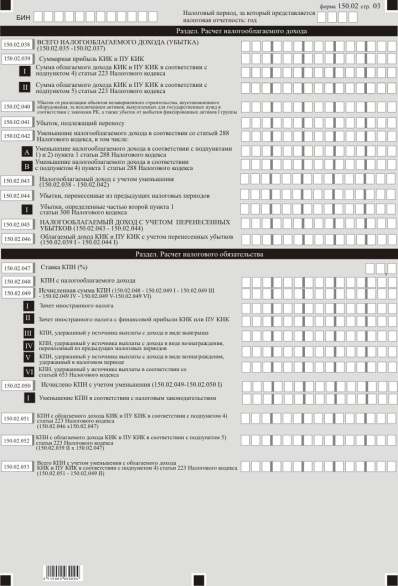 форма 150.02 стр. 03
БИН
Налоговый период, за который представляется
налоговая отчетность: год
Раздел. Расчет налогооблагаемого дохода
150.02.038 ВСЕГО НАЛОГООБЛАГАЕМОГО ДОХОДА (УБЫТКА)
(150.02.035 -150.02.037)
150.02.039 Суммарная прибыль КИК и ПУ КИК
I Сумма облагаемого дохода КИК и ПУ КИК в соответствии с
подпунктом 4) статьи 223 Налогового кодекса
II Сумма облагаемого дохода КИК и ПУ КИК в соответствии с
подпунктом 5) статьи 223 Налогового кодекса
150.02.040 Убыток от реализации объектов незавершенного строительства, неустановленного
оборудования, за исключением активов, выкупленных для государственных нужд в
соответствии с законами РК, а также убыток от выбытия фиксированных активов I группы
150.02.041 Убыток, подлежащий переносу
150.02.042 Уменьшение налогооблагаемого дохода в соответствии со статьей 288
Налогового кодекса, в том числе:
A Уменьшение налогооблагаемого дохода в соответствии с подпунктами
1) и 2) пункта 1 статьи 288 Налогового кодекса
B Уменьшение налогооблагаемого дохода в соответствии
с подпунктом 4) пункта 1 статьи 288 Налогового кодекса
150.02.043 Налогооблагаемый доход с учетом уменьшения
(150.02.038 - 150.02.042)
150.02.044 Убытки, перенесенные из предыдущих налоговых периодов
I Убытки, определенные частью второй пункта 1
статьи 300 Налогового кодекса
150.02.045 НАЛОГООБЛАГАЕМЫЙ ДОХОД С УЧЕТОМ ПЕРЕНЕСЕННЫХ
УБЫТКОВ (150.02.043 - 150.02.044)
150.02.046 Облагаемый доход КИК и ПУ КИК с учетом перенесенных убытков
(150.02.039 I - 150.02.044 I)
Раздел. Расчет налогового обязательства
150.02.047 Ставка КПН (%)
150.02.048 КПН с налогооблагаемого дохода
150.02.049 Исчисленная сумма КПН (150.02.048 - 150.02.049 I - 150.02.049 III
- 150.02.049 IV - 150.02.049 V-150.02.049 VI)
I Зачет иностранного налога
II Зачет иностранного налога с финансовой прибыли КИК или ПУ КИК
III КПН, удержанный у источника выплаты с дохода в виде выигрыша
IV КПН, удержанный у источника выплаты с дохода в виде вознаграждения,
переносимый из предыдущих налоговых периодов
V КПН, удержанный у источника выплаты с дохода в виде вознаграждения,
удержанный в налоговом периоде
VI КПН, удержанный у источника выплаты в соответствии со
статьей 653 Налогового кодекса
150.02.050 Исчислено КПН с учетом уменьшения (150.02.049-150.02.050 I)
I Уменьшение КПН в соответствии с налоговым законодательством
150.02.051 КПН с облагаемого дохода КИК и ПУ КИК в соответствии с подпунктом 4)
статьи 223 Налогового кодекса
(150.02.046 х150.02.047)
150.02.052 КПН с облагаемого дохода КИК и ПУ КИК в соответствии с подпунктом 5)
статьи 223 Налогового кодекса
(150.02.039 II х 150.02.047)
150.02.053 Всего КПН с учетом уменьшения с облагаемого дохода
КИК и ПУ КИК в соответствии с подпунктом 4) статьи 223 Налогового кодекса
(150.02.051 - 150.02.049 II)